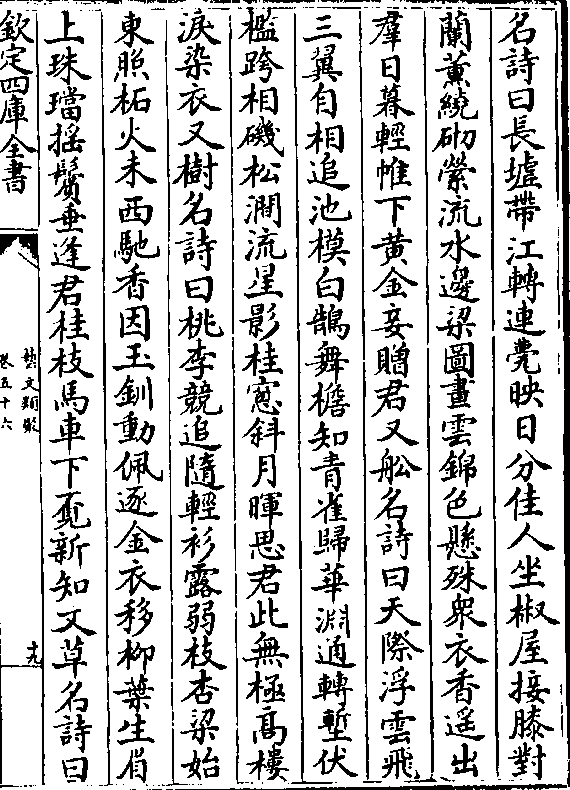 名詩曰長墟帶江轉連甍映日分佳人坐椒屋接膝對
蘭薰繞砌縈流水邊梁圖畫雲錦色懸殊衆衣香遥出
羣日暮輕帷下黄金妾贈君又船名詩曰天際浮雲飛
三翼自相追池模白鵠舞檐知青雀歸華淵通轉塹伏
檻跨相磯松澗流星影桂窻斜月暉思君此無極高樓
淚染衣又樹名詩曰桃李競追隨輕衫露弱枝杏梁始
東照柘火未西馳香因玉釧動佩逐金衣移柳葉生眉
上珠璫揺鬢垂逢君桂枝馬車下覓新知又草名詩曰
欽定四庫全書
藝文類聚
卷五十六
十九